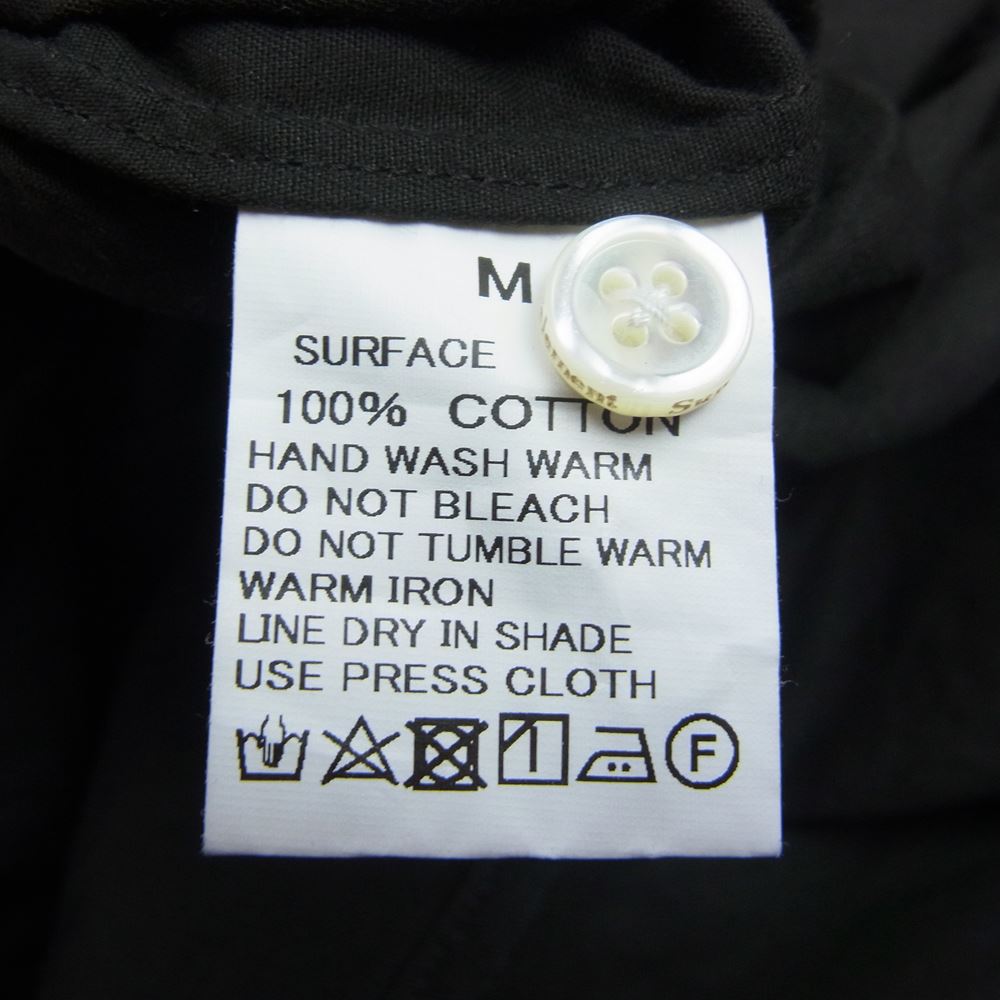 M
SURFACE
100% COTTON
HAND WASH WARM
DO NOT BLEACH
DO NOT TUMBLE WARM
WARM IRON
LINE DRY IN SHADE
USE PRESS CLOTH
F